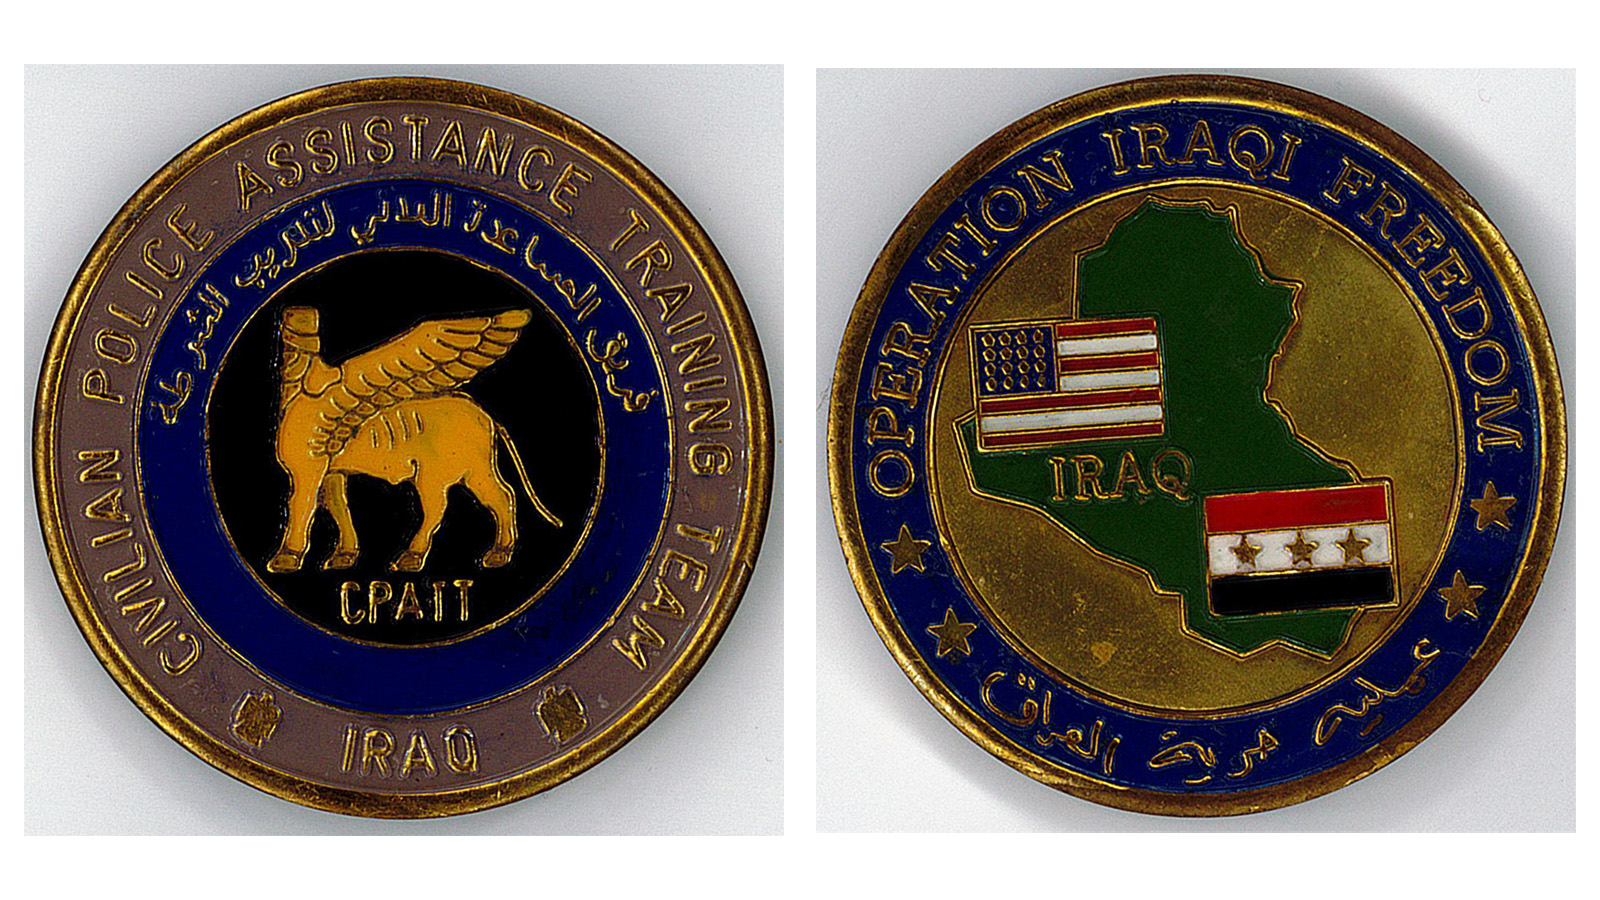 CIVILIAN POLICE ASSISTANCE TRAINING TEAM
فريق المساعدة المدني لتدريب الشرطة
CPATT
IRAQ
OPERATION IRAQI FREEDOM
IRAQ
عملية حرية العراق